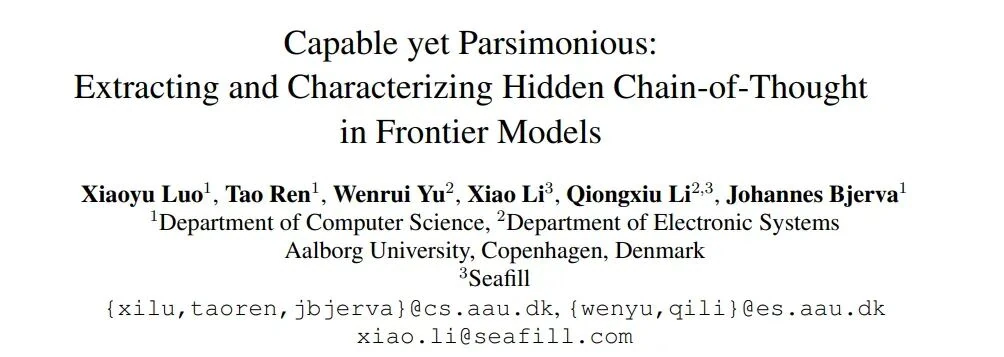 Capable yet Parsimonious:
Extracting and Characterizing Hidden Chain-of-Thought
in Frontier Models
Xiaoyu Luo¹, Tao Ren¹, Wenrui Yu², Xiao Li³, Qiongxiu Li²,³, Johannes Bjerva¹
¹Department of Computer Science, ²Department of Electronic Systems
Aalborg University, Copenhagen, Denmark
³Seafill
{xilu,taoren,jbjerva}@cs.aau.dk, {wenyu,qili}@es.aau.dk
xiao.li@seafill.com